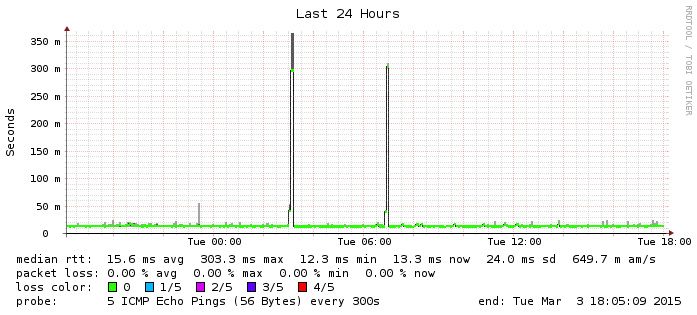 Last 24 Hours
RRDTOOL / TOBI OETIKER
Seconds
350 m
300 m
250 m
200 m
150 m
100 m
50 m
0
Tue 00:00 Tue 06:00 Tue 12:00 Tue 18:00
median rtt: 15.6 ms avg 303.3 ms max 12.3 ms min 13.3 ms now 24.0 ms sd 649.7 m am/s
packet loss: 0.00 % avg 0.00 % max 0.00 % min 0.00 % now
loss color: 0 1/5 2/5 3/5 4/5
probe: 5 ICMP Echo Pings (56 Bytes) every 300s end: Tue Mar 3 18:05:09 2015